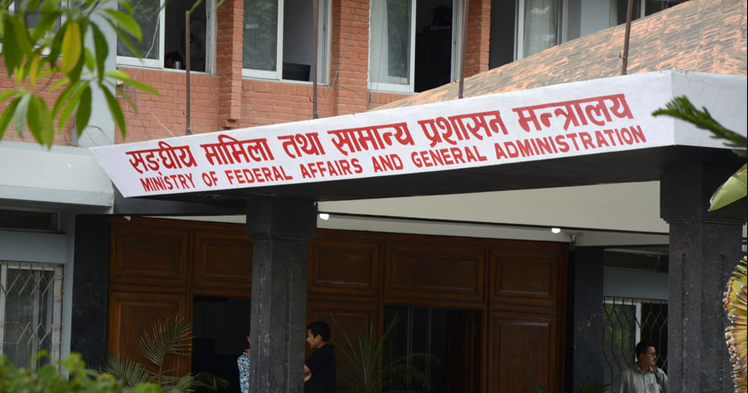 सङ्घीय मामिला तथा सामान्य प्रशासन मन्त्रालय
MINISTRY OF FEDERAL AFFAIRS AND GENERAL ADMINISTRATION